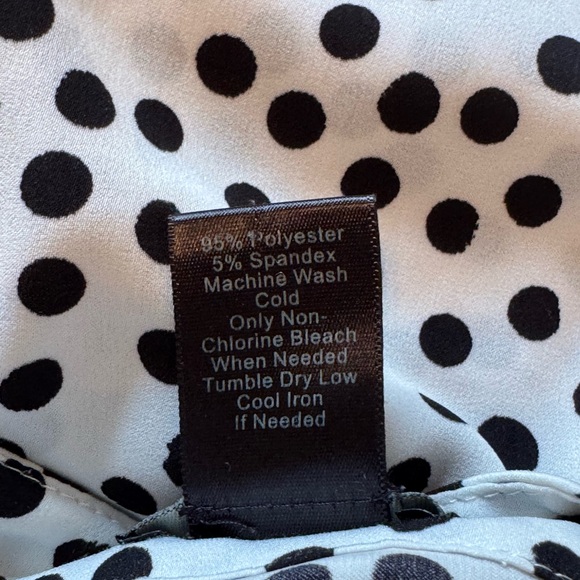 95% Polyester
5% Spandex
Machine Wash
Cold
Only Non-
Chlorine Bleach
When Needed
Tumble Dry Low
Cool Iron
If Needed